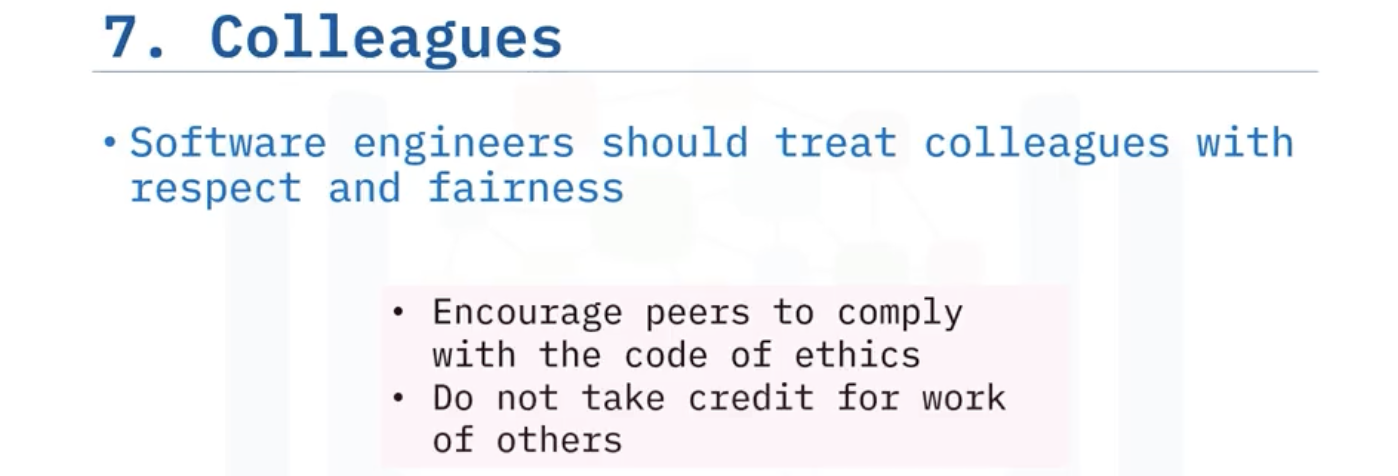 7. Colleagues
• Software engineers should treat colleagues with
respect and fairness
• Encourage peers to comply
with the code of ethics
• Do not take credit for work
of others